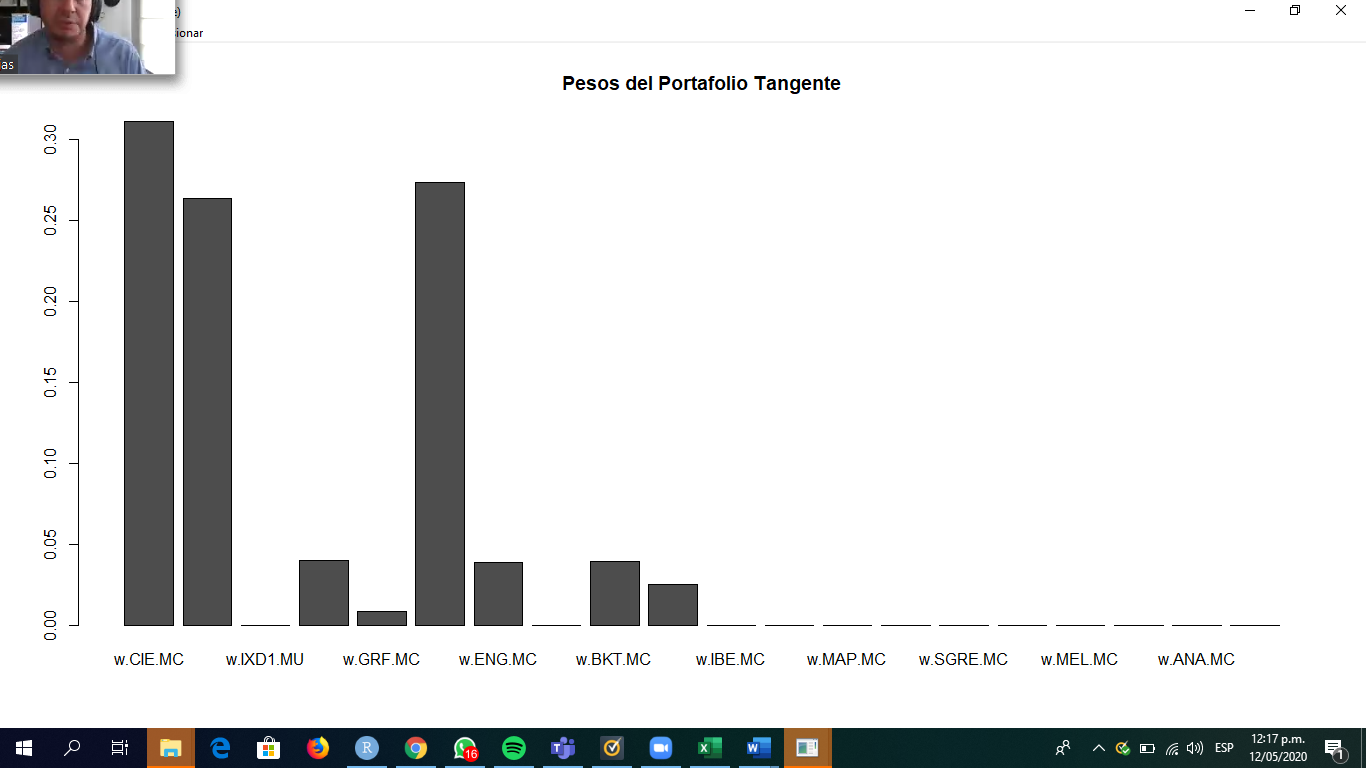 e)
sionar
as
Pesos del Portafolio Tangente
0.30
0.25
0.20
0.15
0.10
0.05
0.00
w.CIE.MC w.IXD1.MU w.GRF.MC w.ENG.MC w.BKT.MC w.IBE.MC w.MAP.MC w.SGRE.MC w.MEL.MC w.ANA.MC
16
ESP
12:17 p.m.
12/05/2020
1